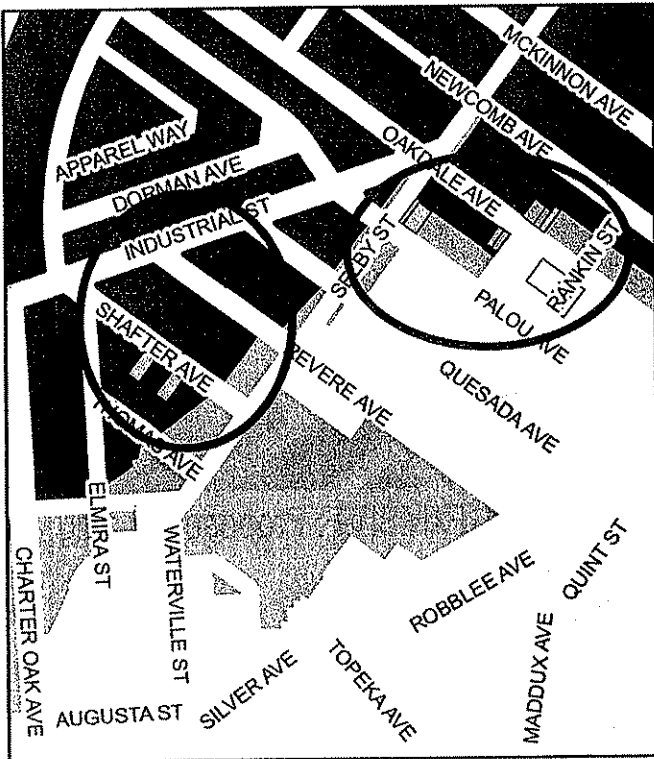 MCKINNON AVE
NEWCOMB AVE
APPAREL WAY
OAKDALE AVE
DORMAN AVE
INDUSTRIAL ST
SELBY ST
RANKIN ST
PALOU AVE
SHAFTER AVE
REVERE AVE
QUESADA AVE
THOMAS AVE
ELMIRA ST
WATERVILLE ST
CHARTER OAK AVE
ROBBLEE AVE
QUINT ST
MADDUX AVE
TOPEKA AVE
SILVER AVE
AUGUSTA ST